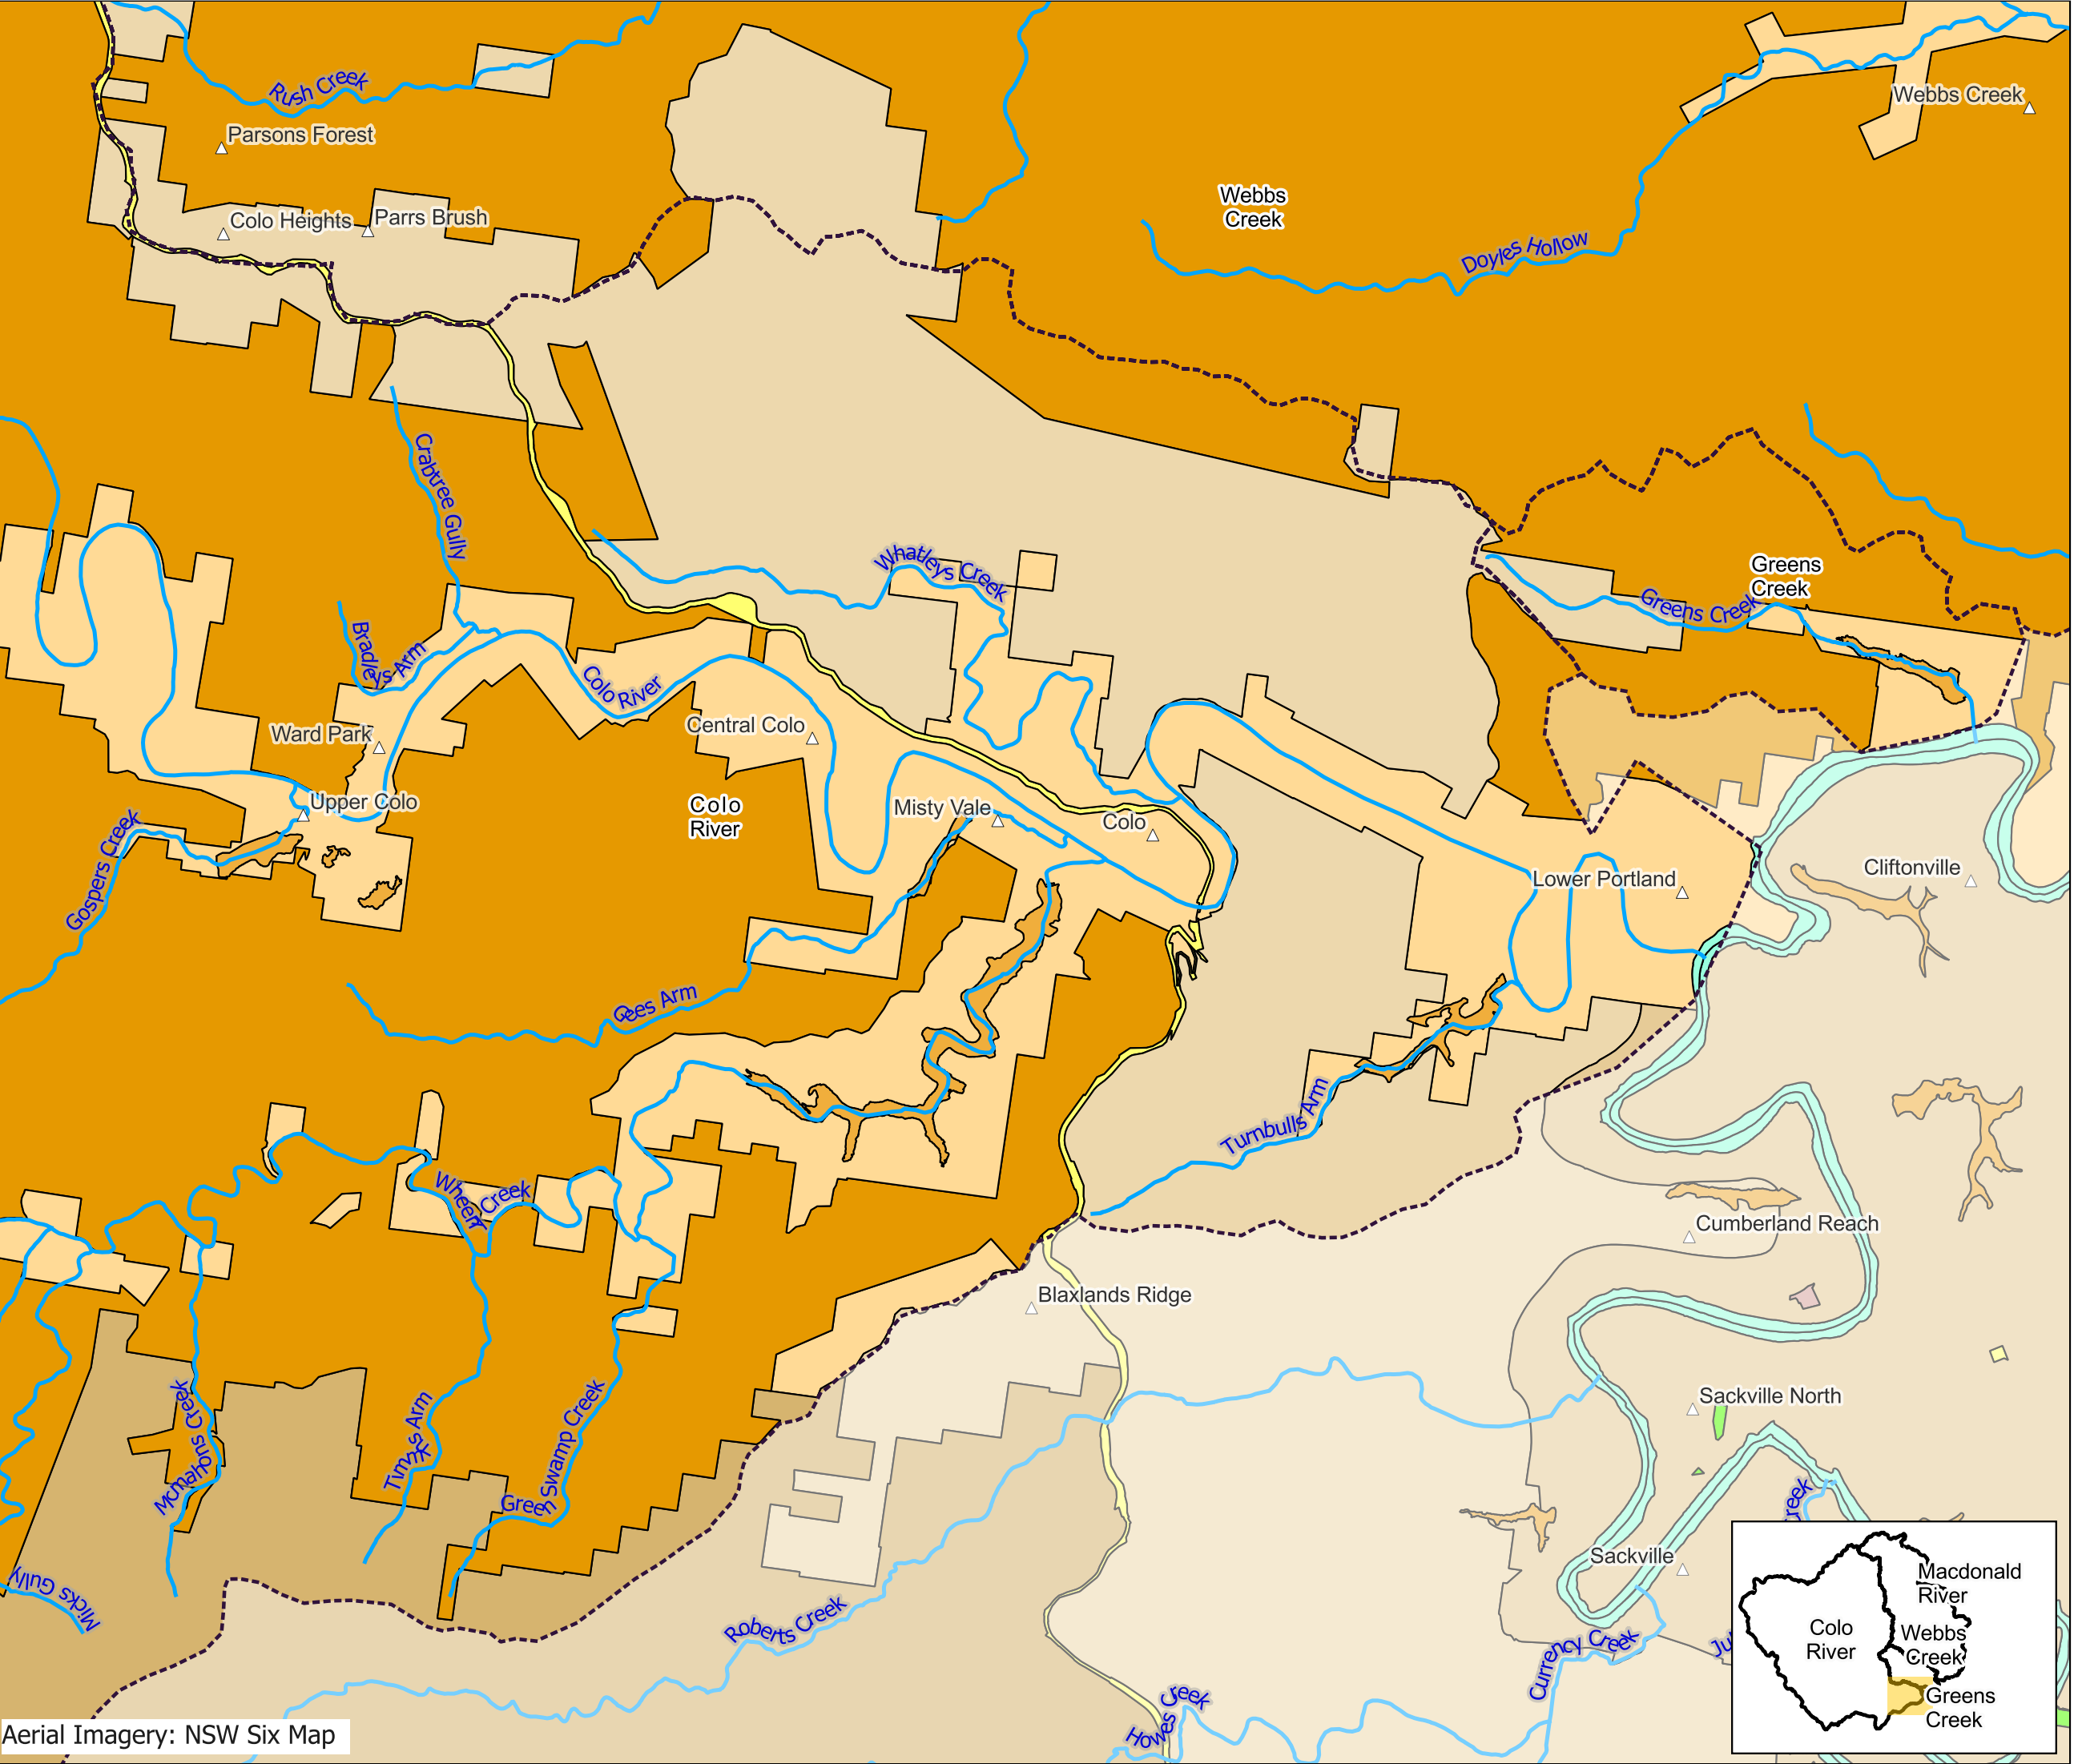 Rush Creek
Parsons Forest
Webbs Creek
Webbs
Creek
Colo Heights
Parrs Brush
Doyles Hollow
Crabtree Gully
Whatleys Creek
Greens
Creek
Greens Creek
Bradleys Arm
Colo River
Ward Park
Central Colo
Upper Colo
Colo
River
Misty Vale
Colo
Gospers Creek
Lower Portland
Cliftonville
Gees Arm
Turnbulls Arm
Wheeny Creek
Cumberland Reach
Blaxlands Ridge
Mcmahons Creek
Timms Arm
Green Swamp Creek
Sackville North
Creek
Sackville
Micks Gully
Roberts Creek
Currency Creek
Howes Creek
Macdonald
River
Colo
River
Webbs
Creek
Greens
Creek
Aerial Imagery: NSW Six Map